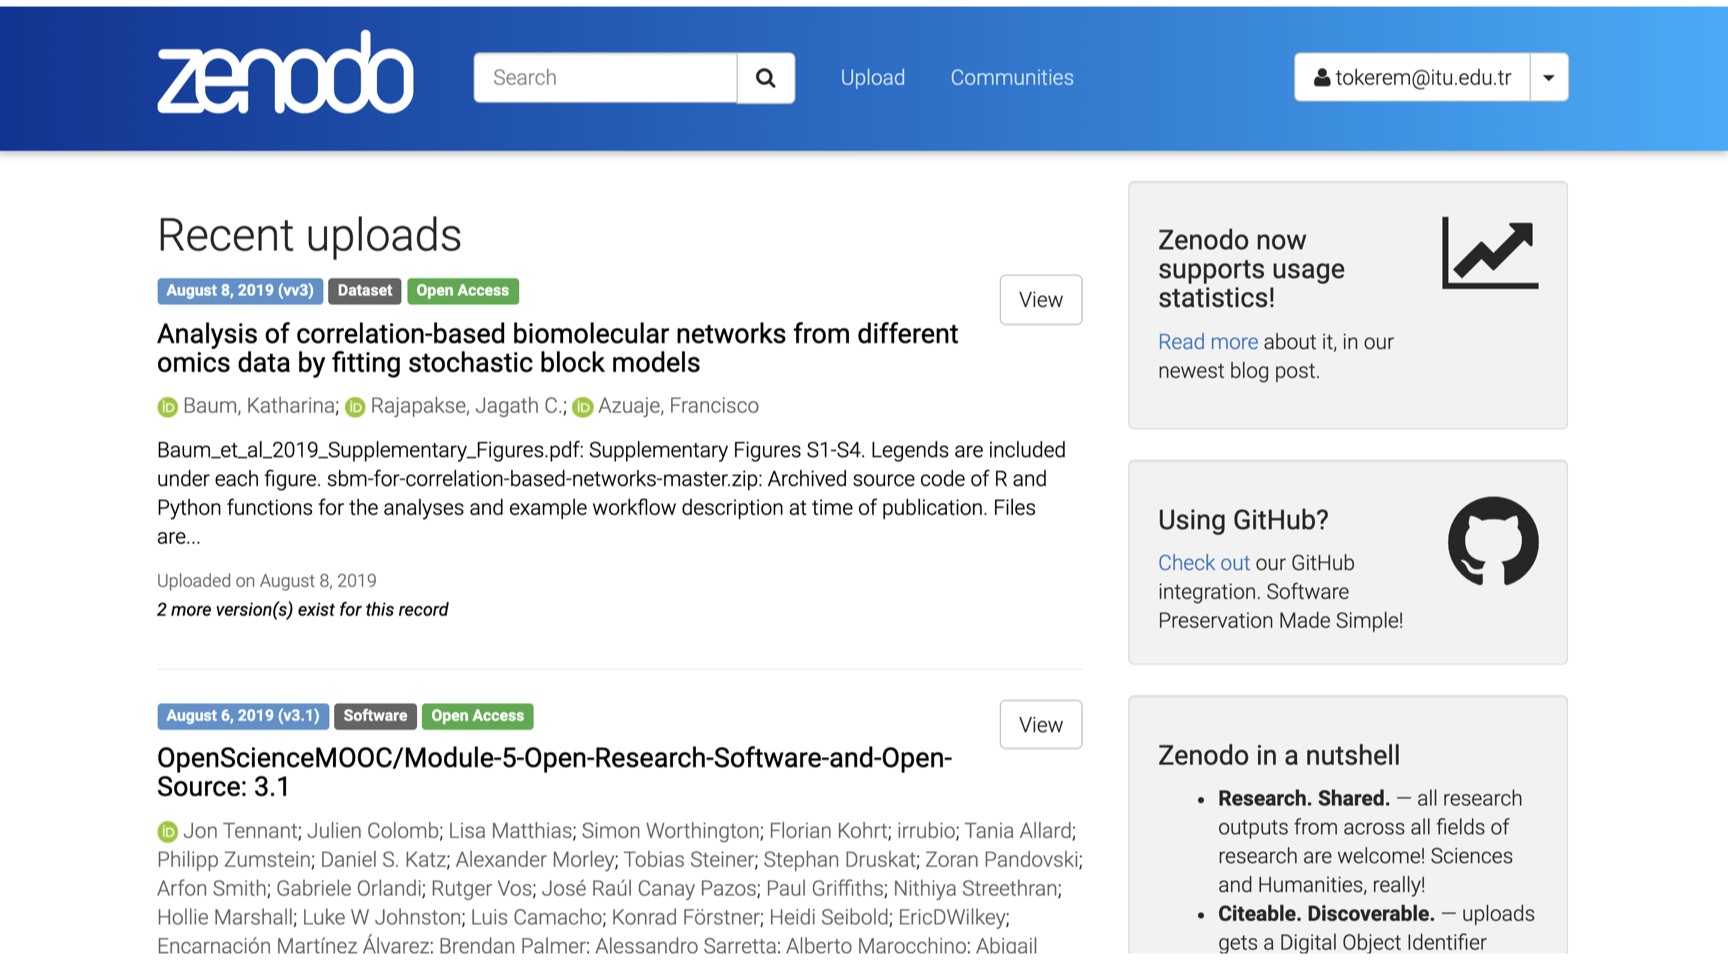 zenodo
Search
Upload
Communities
tokerem@itu.edu.tr
Recent uploads
August 8, 2019 (vv3) Dataset Open Access
View
Analysis of correlation-based biomolecular networks from different
omics data by fitting stochastic block models
iD Baum, Katharina; iD Rajapakse, Jagath C.; iD Azuaje, Francisco
Baum_et_al_2019_Supplementary_Figures.pdf: Supplementary Figures S1-S4. Legends are included
under each figure. sbm-for-correlation-based-networks-master.zip: Archived source code of R and
Python functions for the analyses and example workflow description at time of publication. Files
are...
Uploaded on August 8, 2019
2 more version(s) exist for this record
August 6, 2019 (v3.1) Software Open Access
View
OpenScienceMOOC/Module-5-Open-Research-Software-and-Open-
Source: 3.1
iD Jon Tennant; Julien Colomb; Lisa Matthias; Simon Worthington; Florian Kohrt; irrubio; Tania Allard;
Philipp Zumstein; Daniel S. Katz; Alexander Morley; Tobias Steiner; Stephan Druskat; Zoran Pandovski;
Arfon Smith; Gabriele Orlandi; Rutger Vos; José Raúl Canay Pazos; Paul Griffiths; Nithiya Streethran;
Hollie Marshall; Luke W Johnston; Luis Camacho; Konrad Förstner; Heidi Seibold; EricDWilkey;
Encarnación Martínez Álvarez; Brendan Palmer; Alessandro Sarretta; Alberto Marocchino; Abigail
Zenodo now
supports usage
statistics!
Read more about it, in our
newest blog post.
Using GitHub?
Check out our GitHub
integration. Software
Preservation Made Simple!
Zenodo in a nutshell
• Research. Shared. — all research
outputs from across all fields of
research are welcome! Sciences
and Humanities, really!
• Citeable. Discoverable. — uploads
gets a Digital Object Identifier